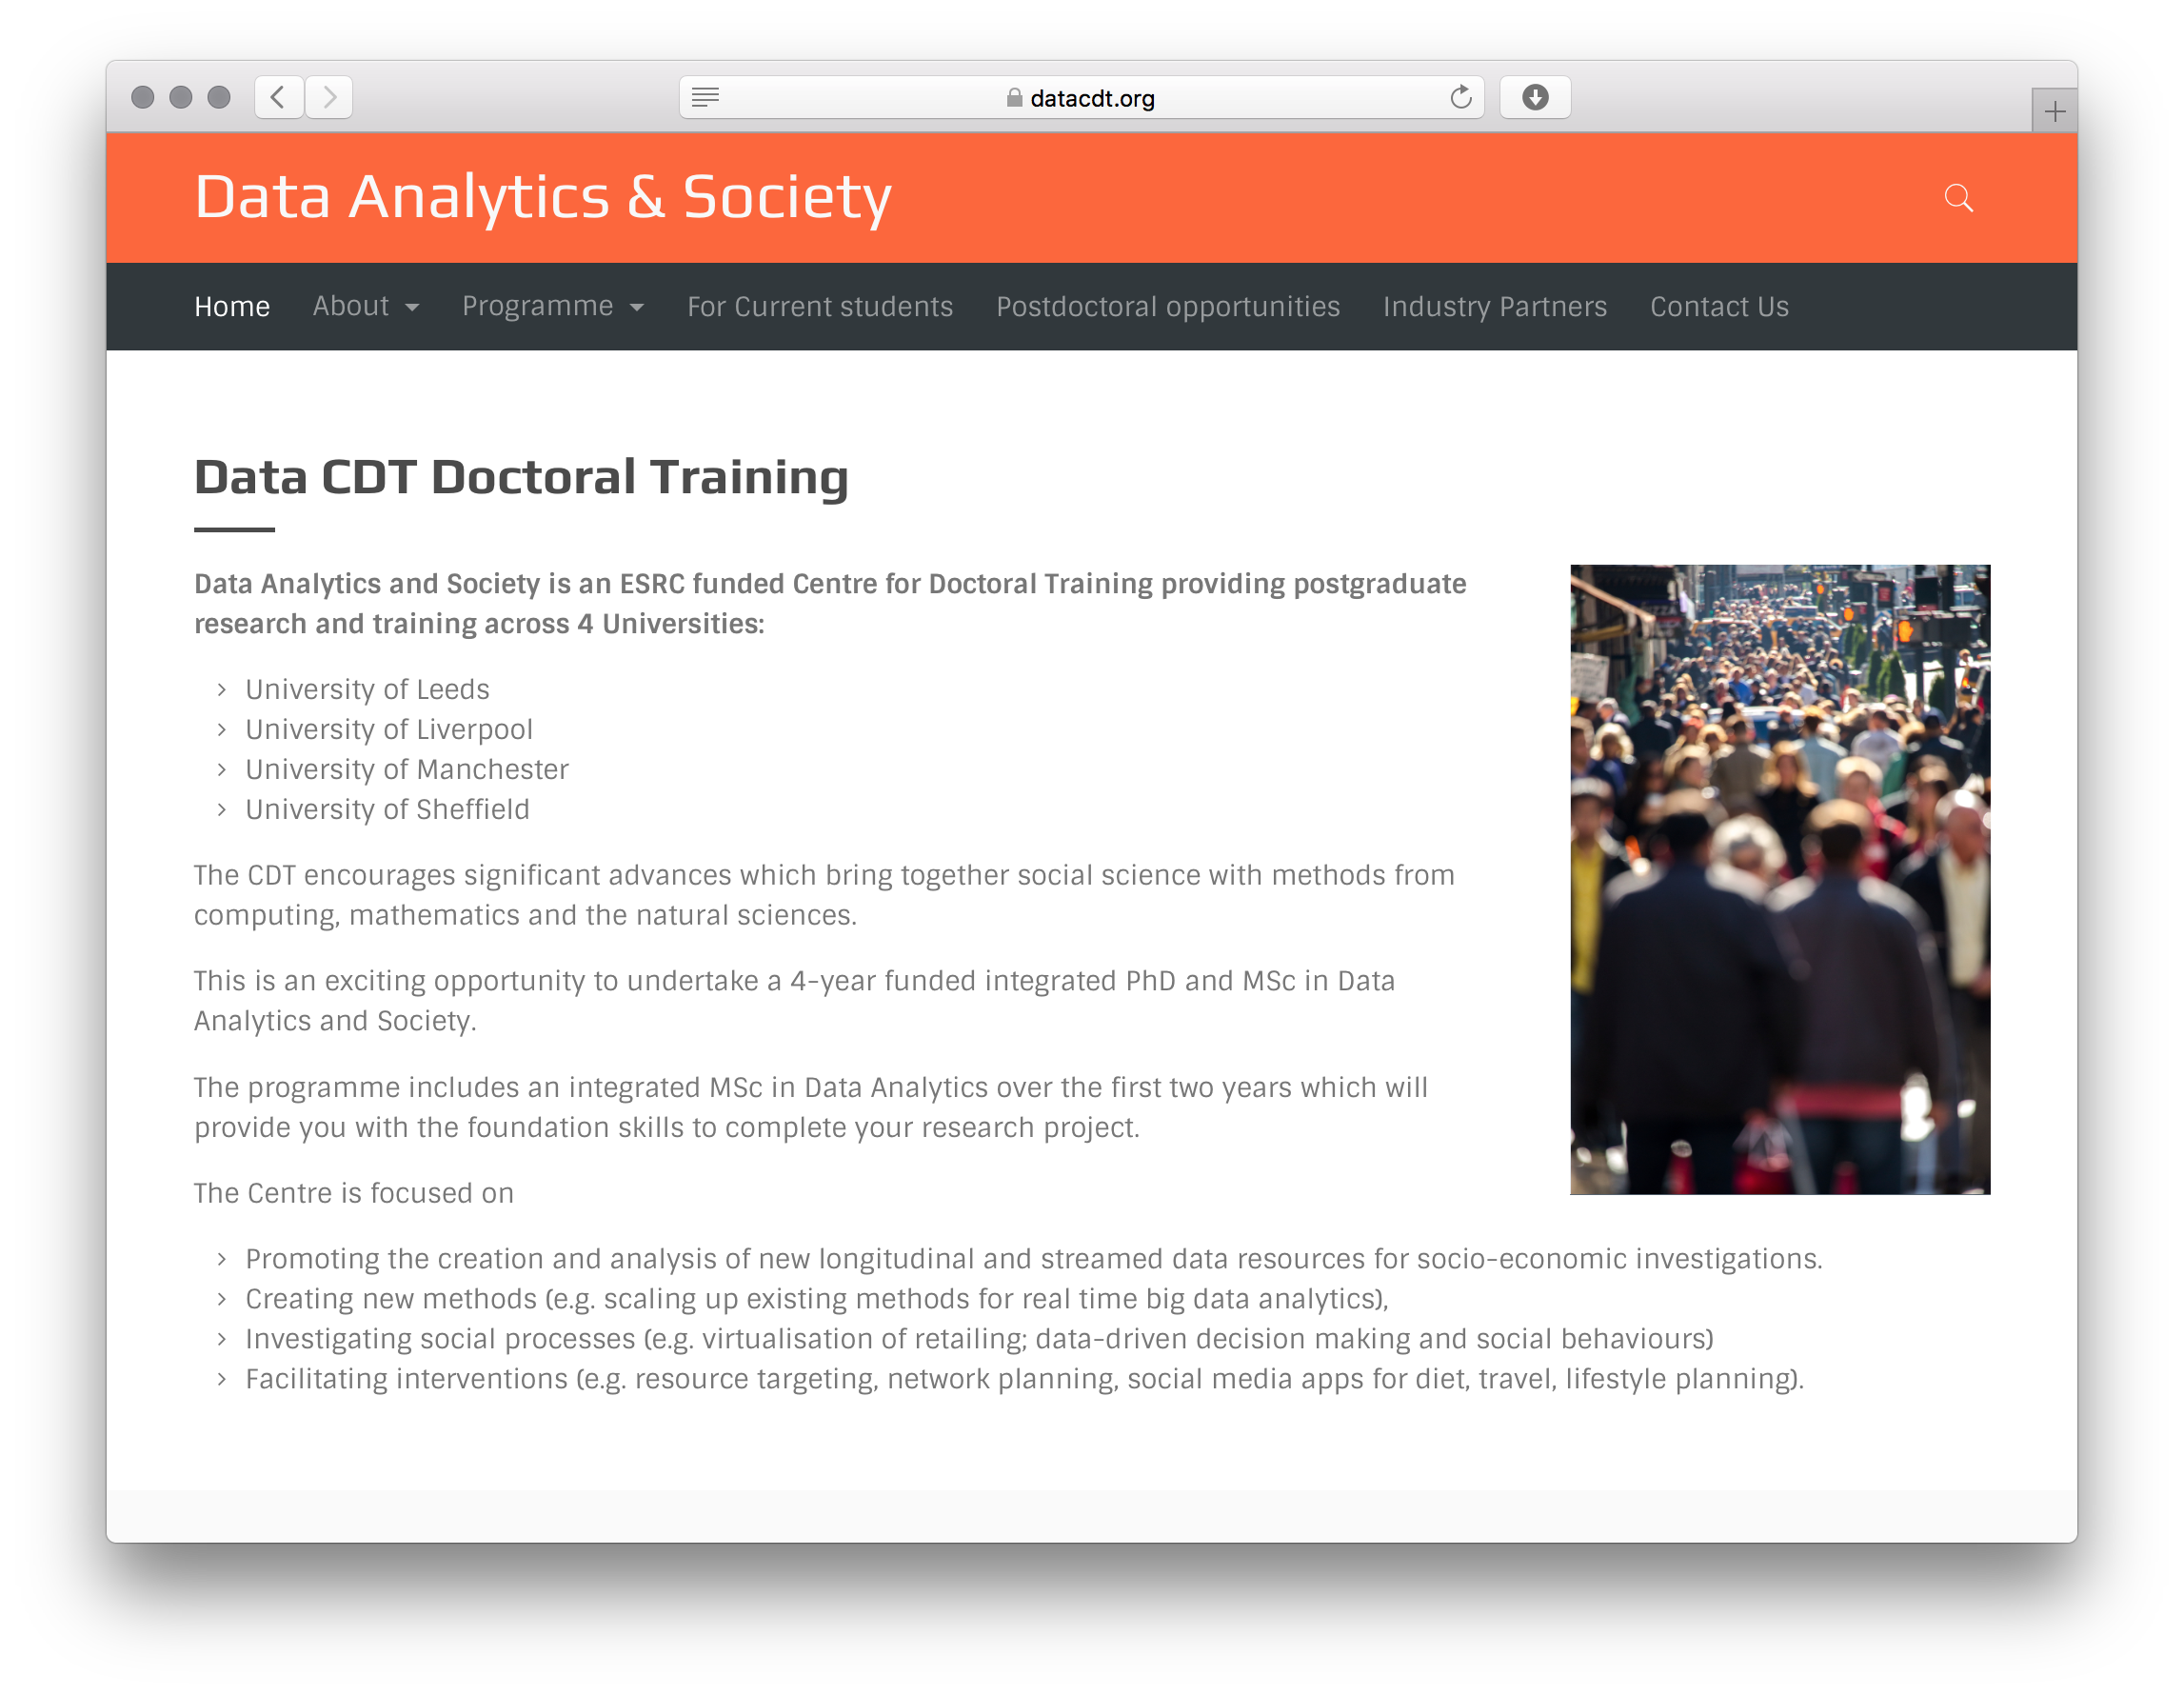 datacdt.org
Data Analytics & Society
Home About Programme For Current students Postdoctoral opportunities Industry Partners Contact Us
Data CDT Doctoral Training
Data Analytics and Society is an ESRC funded Centre for Doctoral Training providing postgraduate
research and training across 4 Universities:
University of Leeds
University of Liverpool
University of Manchester
University of Sheffield
The CDT encourages significant advances which bring together social science with methods from
computing, mathematics and the natural sciences.
This is an exciting opportunity to undertake a 4-year funded integrated PhD and MSc in Data
Analytics and Society.
The programme includes an integrated MSc in Data Analytics over the first two years which will
provide you with the foundation skills to complete your research project.
The Centre is focused on
Promoting the creation and analysis of new longitudinal and streamed data resources for socio-economic investigations.
Creating new methods (e.g. scaling up existing methods for real time big data analytics),
Investigating social processes (e.g. virtualisation of retailing; data-driven decision making and social behaviours)
Facilitating interventions (e.g. resource targeting, network planning, social media apps for diet, travel, lifestyle planning).